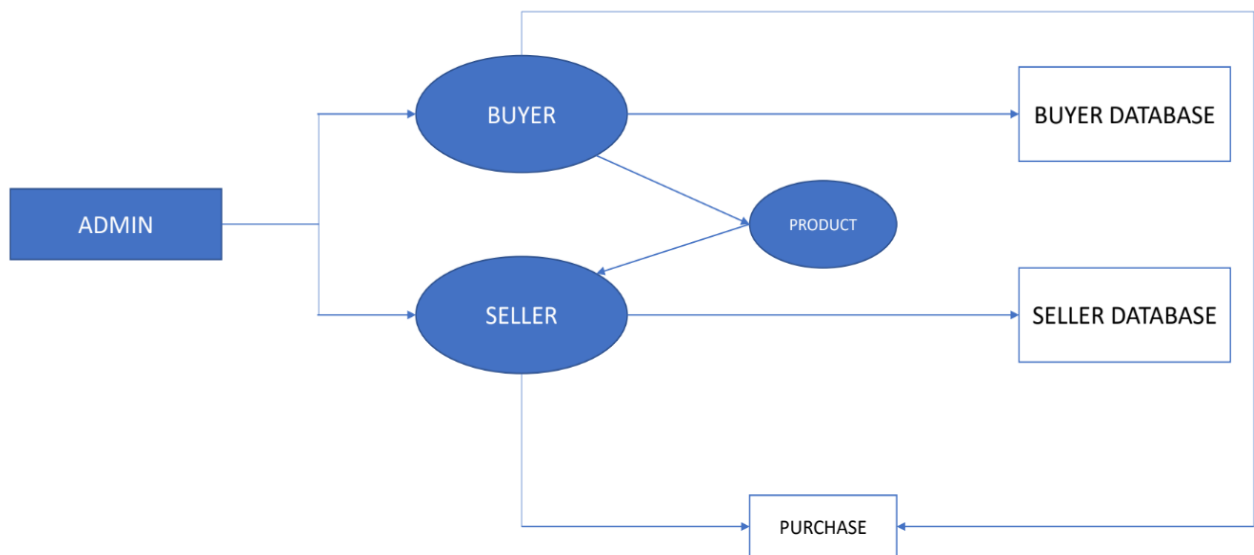 BUYER
BUYER DATABASE
ADMIN
PRODUCT
SELLER
SELLER DATABASE
PURCHASE